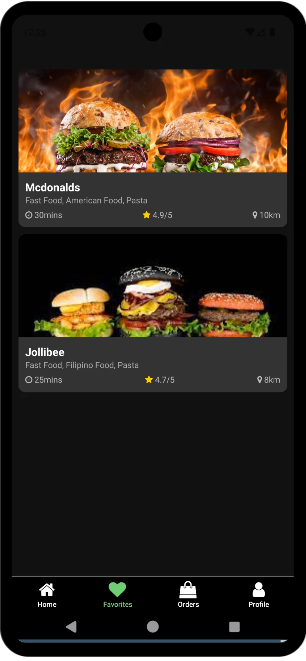 Mcdonalds
Fast Food, American Food, Pasta
30mins 4.9/5 10km
Jollibee
Fast Food, Filipino Food, Pasta
25mins 4.7/5 8km
Home Favorites Orders Profile